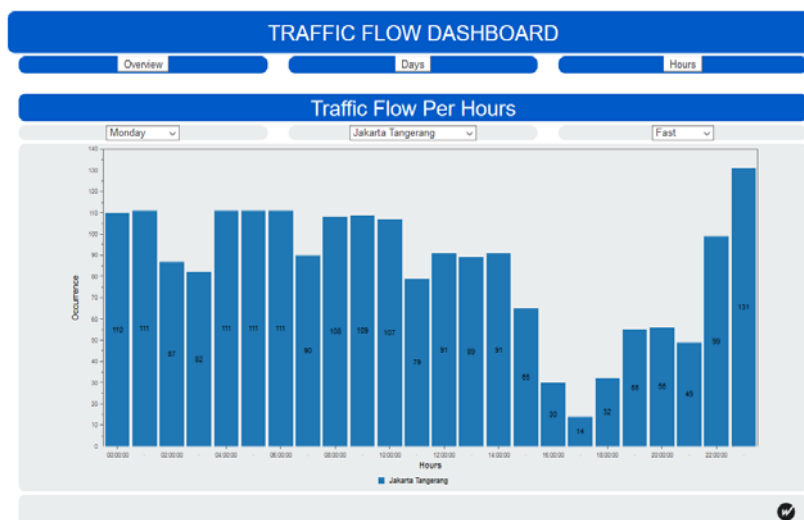 TRAFFIC FLOW DASHBOARD
Overview Days Hours
Traffic Flow Per Hours
Monday Jakarta Tangerang Fast
140
130
120
110
100
90
80
70
60
50
40
30
20
10
0
Occurrence
110 111 87 82 111 111 111 90 108 109 107 79 91 89 91 65 30 14 32 55 56 49 99 131
00:00:00 - 02:00:00 - 04:00:00 - 06:00:00 - 08:00:00 - 10:00:00 - 12:00:00 - 14:00:00 - 16:00:00 - 18:00:00 - 20:00:00 - 22:00:00 -
Hours
Jakarta Tangerang
W